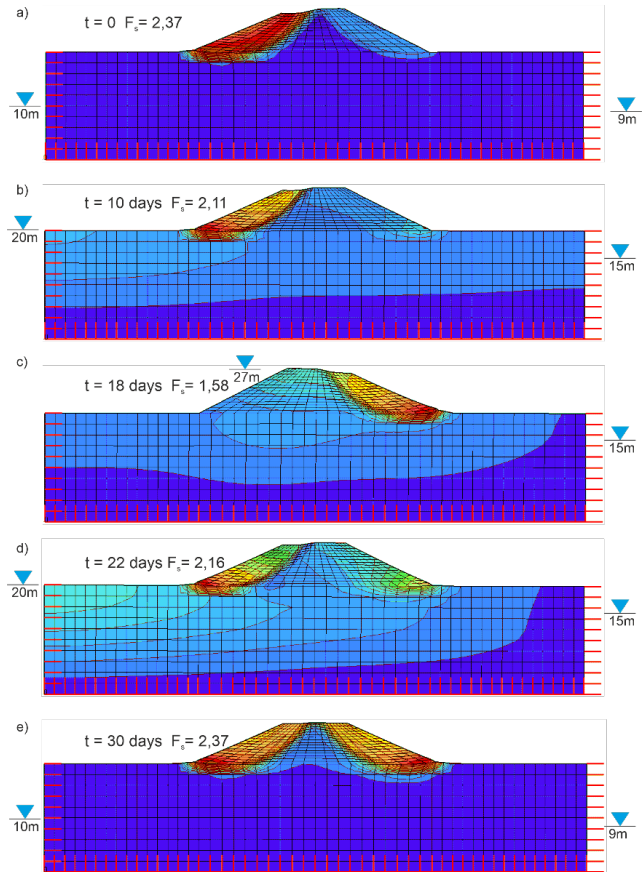 a)
t = 0 Fs = 2,37
10m
9m
b)
t = 10 days Fs = 2,11
20m
15m
c)
27m
t = 18 days Fs = 1,58
15m
d)
t = 22 days Fs = 2,16
20m
15m
e)
t = 30 days Fs = 2,37
10m
9m